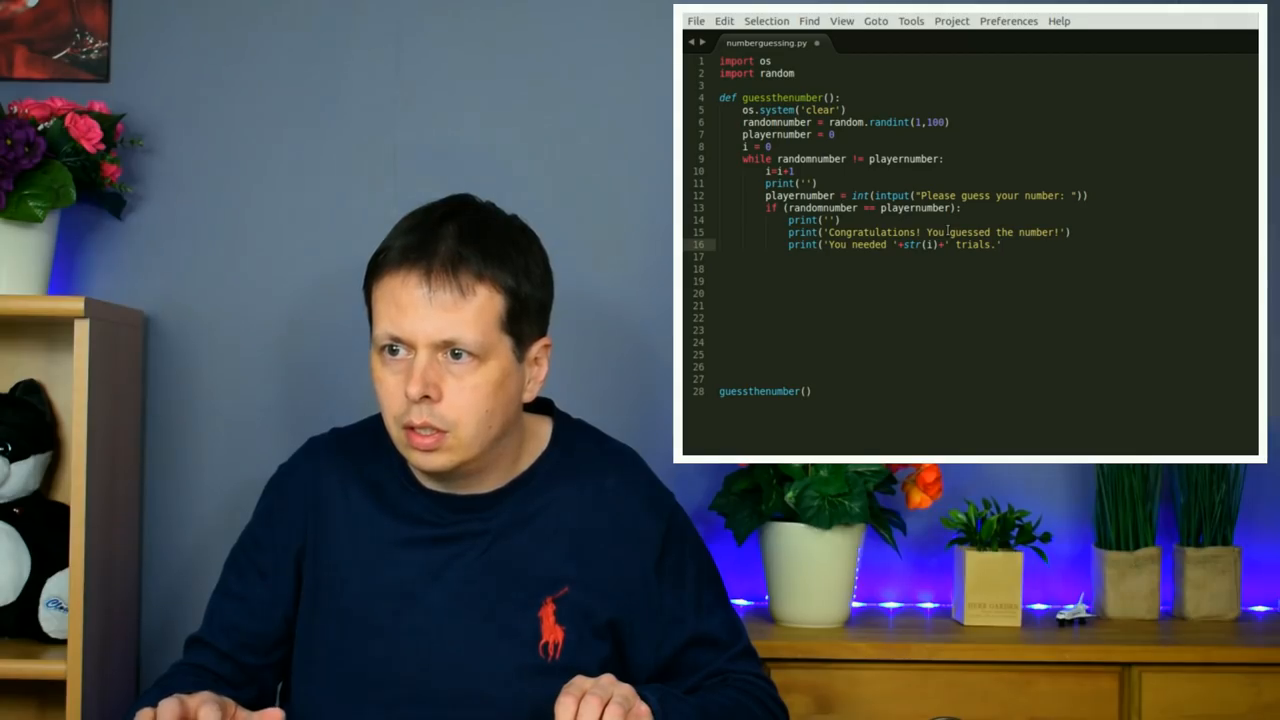 File Edit Selection Find View Goto Tools Project Preferences Help
numberguessing.py
1 import os
2 import random
3
4 def guessthenumber():
5 os.system('clear')
6 randomnumber = random.randint(1,100)
7 playernumber = 0
8 i = 0
9 while randomnumber != playernumber:
10 i=i+1
11 print('')
12 playernumber = int(intput("Please guess your number: "))
13 if (randomnumber == playernumber):
14 print('')
15 print('Congratulations! You guessed the number!')
16 print('You needed '+str(i)+' trials.'
17
18
19
20
21
22
23
24
25
26
27
28 guessthenumber()
HERB GARDEN